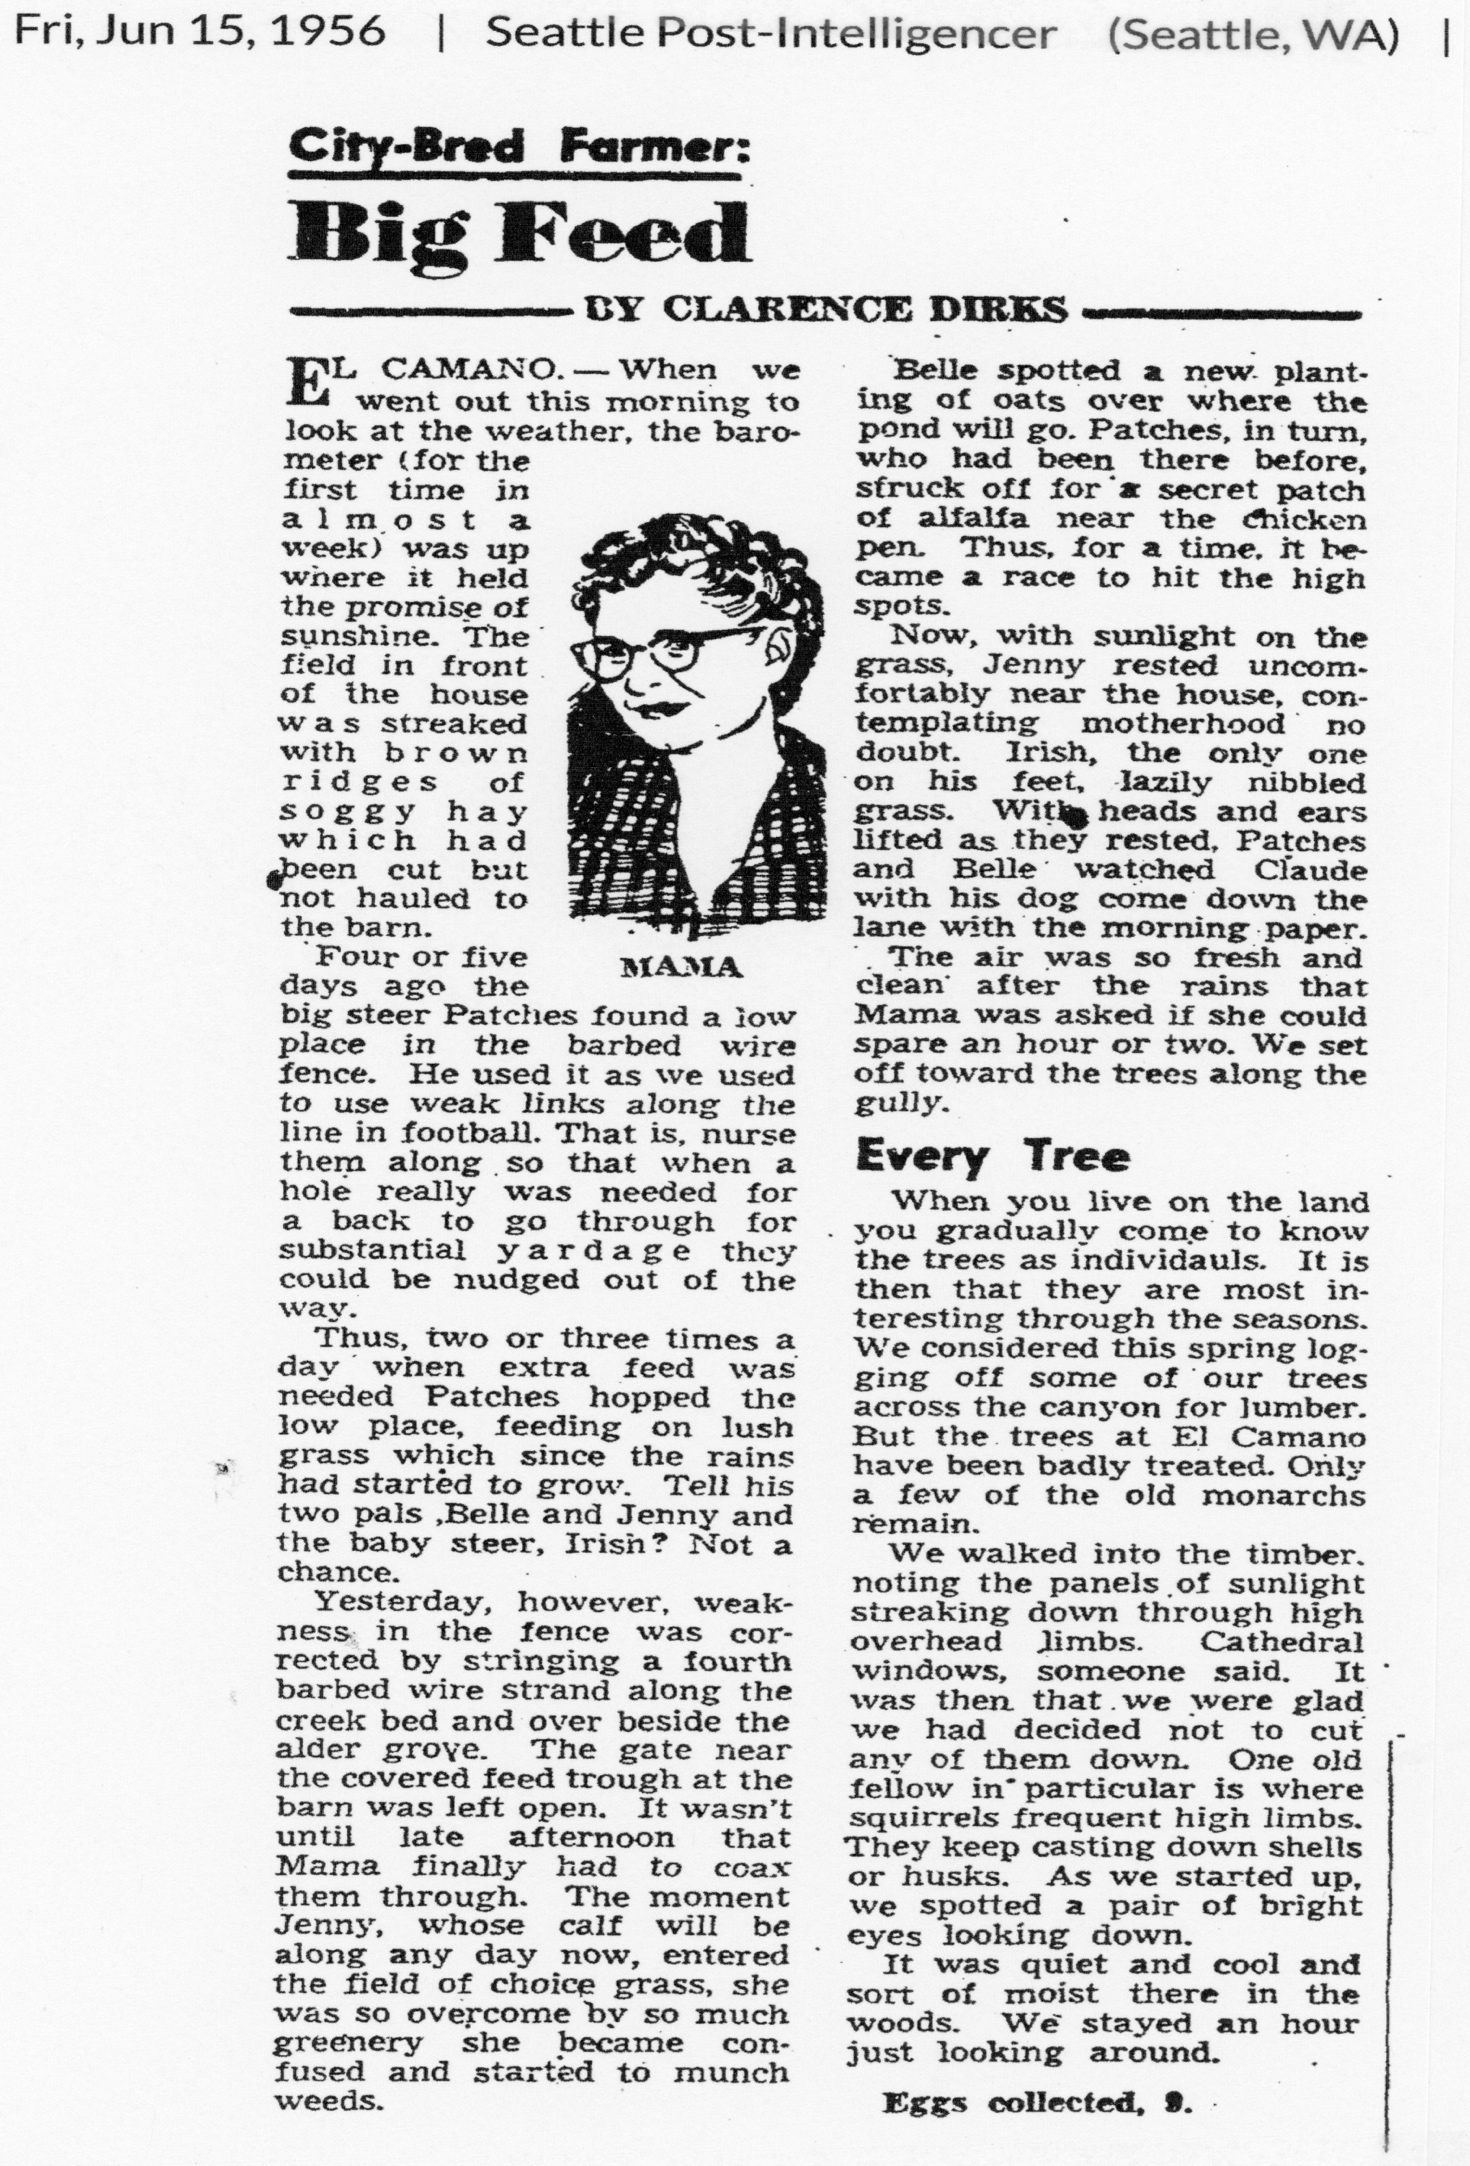 Fri, Jun 15, 1956 | Seattle Post-Intelligencer (Seattle, WA) |
City-Bred Farmer:
Big Feed
BY CLARENCE DIRKS
EL CAMANO. — When we
went out this morning to
look at the weather, the baro-
meter (for the
first time in
almost a
week) was up
where it held
the promise of
sunshine. The
field in front
of the house
was streaked
with brown
ridges of
soggy hay
which had
been cut but
not hauled to
the barn.
Four or five
days ago the
MAMA
big steer Patches found a low
place in the barbed wire
fence. He used it as we used
to use weak links along the
line in football. That is, nurse
them along so that when a
hole really was needed for
a back to go through for
substantial yardage they
could be nudged out of the
way.
Thus, two or three times a
day when extra feed was
needed Patches hopped the
low place, feeding on lush
grass which since the rains
had started to grow. Tell his
two pals ,Belle and Jenny and
the baby steer, Irish? Not a
chance.
Yesterday, however, weak-
ness in the fence was cor-
rected by stringing a fourth
barbed wire strand along the
creek bed and over beside the
alder grove. The gate near
the covered feed trough at the
barn was left open. It wasn't
until late afternoon that
Mama finally had to coax
them through. The moment
Jenny, whose calf will be
along any day now, entered
the field of choice grass, she
was so overcome by so much
greenery she became con-
fused and started to munch
weeds.
Belle spotted a new plant-
ing of oats over where the
pond will go. Patches, in turn,
who had been there before,
struck off for a secret patch
of alfalfa near the chicken
pen. Thus, for a time, it be-
came a race to hit the high
spots.
Now, with sunlight on the
grass, Jenny rested uncom-
fortably near the house, con-
templating motherhood no
doubt. Irish, the only one
on his feet, lazily nibbled
grass. With heads and ears
lifted as they rested, Patches
and Belle watched Claude
with his dog come down the
lane with the morning paper.
The air was so fresh and
clean after the rains that
Mama was asked if she could
spare an hour or two. We set
off toward the trees along the
gully.
Every Tree
When you live on the land
you gradually come to know
the trees as individauls. It is
then that they are most in-
teresting through the seasons.
We considered this spring log-
ging off some of our trees
across the canyon for lumber.
But the trees at El Camano
have been badly treated. Only
a few of the old monarchs
remain.
We walked into the timber,
noting the panels of sunlight
streaking down through high
overhead limbs. Cathedral
windows, someone said. It
was then that we were glad
we had decided not to cut
any of them down. One old
fellow in particular is where
squirrels frequent high limbs.
They keep casting down shells
or husks. As we started up,
we spotted a pair of bright
eyes looking down.
It was quiet and cool and
sort of moist there in the
woods. We stayed an hour
just looking around.
Eggs collected, 9.